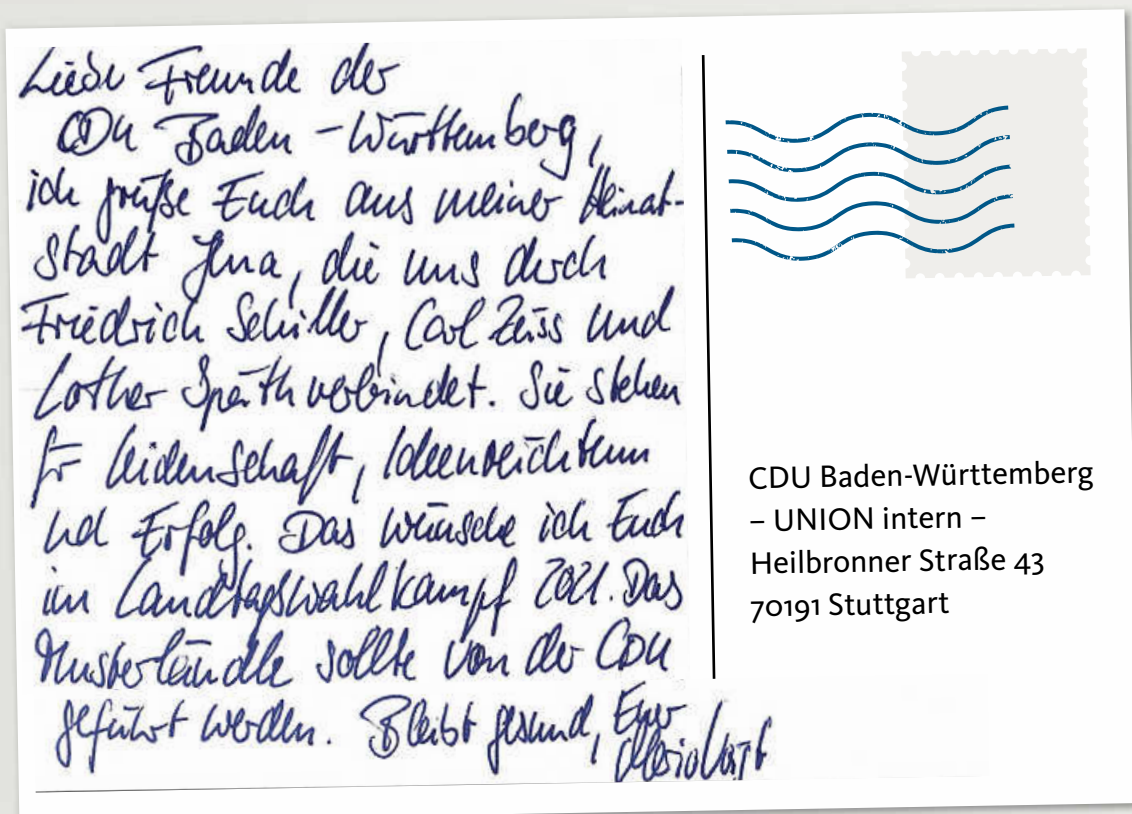 Liebe Freunde der
CDU Baden-Württemberg,
ich grüße Euch aus meiner Heimat-
stadt Jena, die uns durch
Friedrich Schiller, Carl Zeiss und
Lothar Späth verbindet. Sie stehen
für Leidenschaft, Ideenreichtum
und Erfolg. Das wünsche ich Euch
im Landtagswahlkampf 2021. Das
Musterländle sollte von der CDU
geführt werden. Bleibt gesund, Euer
Mario Voigt
CDU Baden-Württemberg
– UNION intern –
Heilbronner Straße 43
70191 Stuttgart